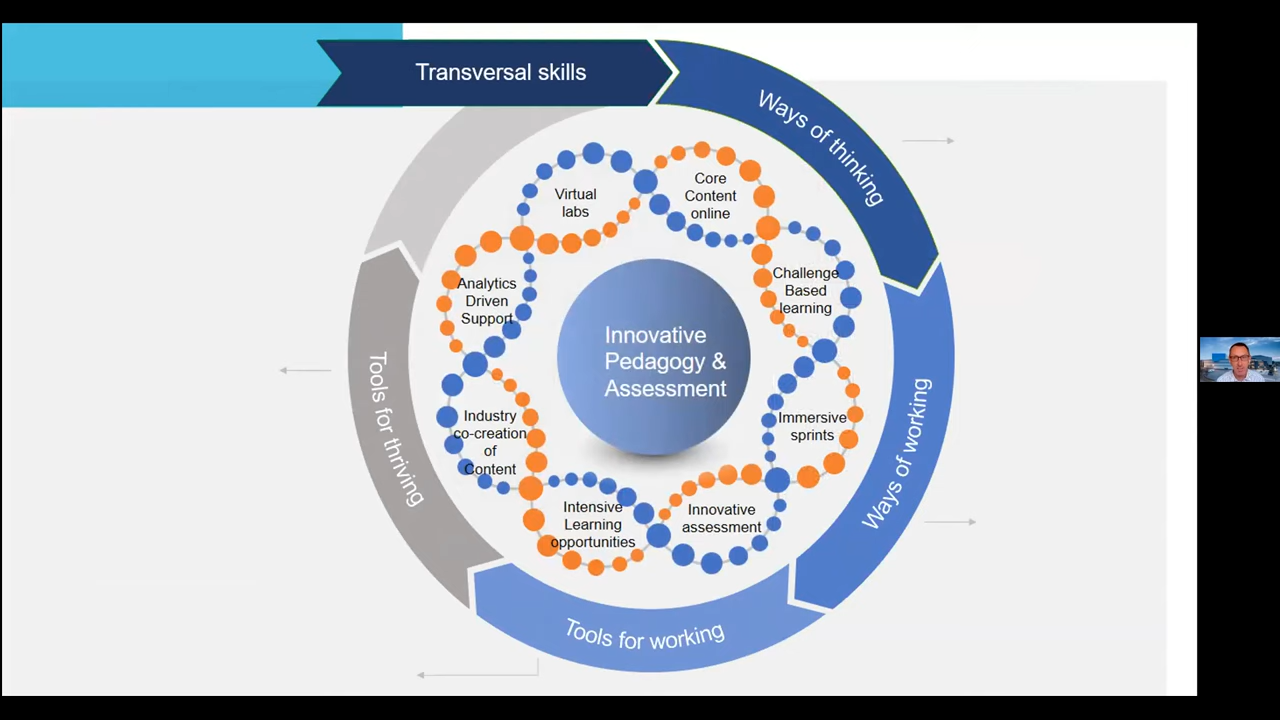 Transversal skills
Ways of thinking
Virtual
labs
Core
Content
online
Analytics
Driven
Support
Challenge
Based
learning
Innovative
Pedagogy &
Assessment
Tools for thriving
Ways of working
Industry
co-creation
of
Content
Immersive
sprints
Intensive
Learning
opportunities
Innovative
assessment
Tools for working